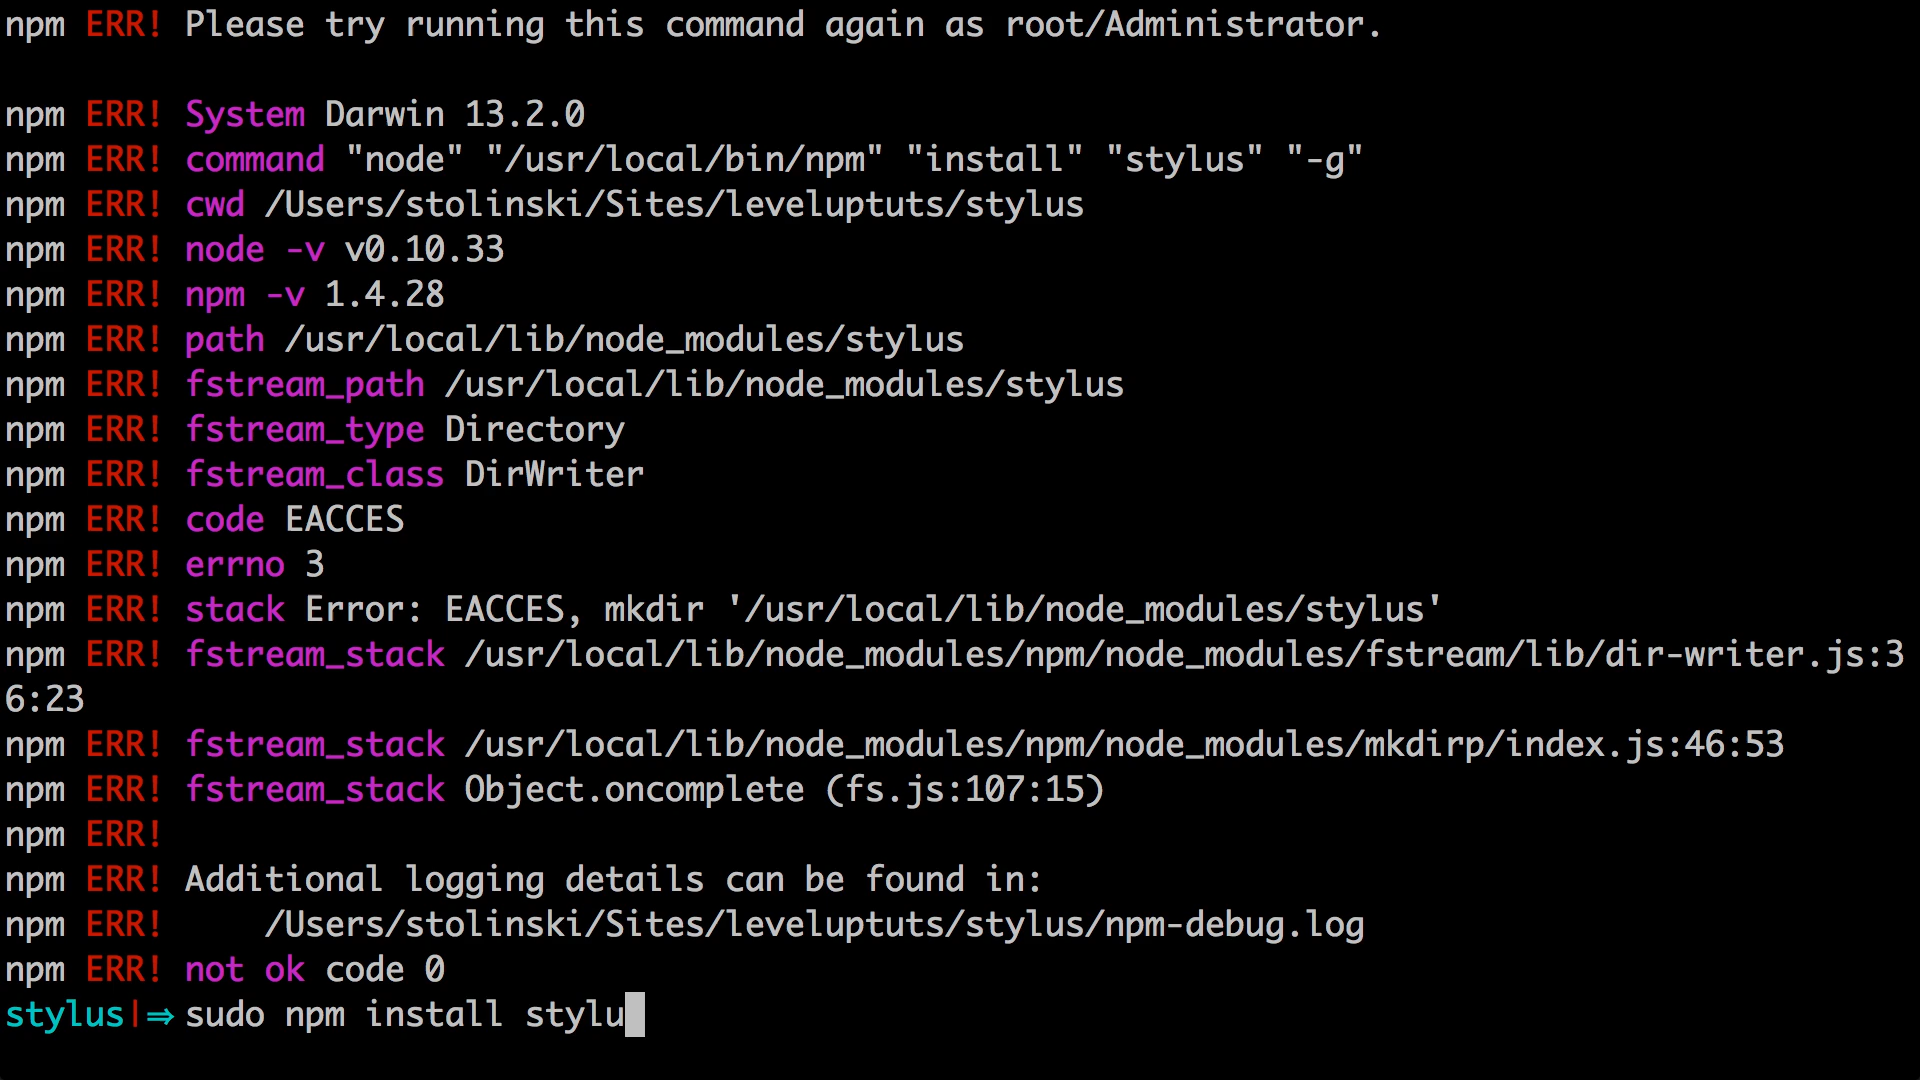 npm ERR! Please try running this command again as root/Administrator.
npm ERR! System Darwin 13.2.0
npm ERR! command "node" "/usr/local/bin/npm" "install" "stylus" "-g"
npm ERR! cwd /Users/stolinski/Sites/leveluptuts/stylus
npm ERR! node -v v0.10.33
npm ERR! npm -v 1.4.28
npm ERR! path /usr/local/lib/node_modules/stylus
npm ERR! fstream_path /usr/local/lib/node_modules/stylus
npm ERR! fstream_type Directory
npm ERR! fstream_class DirWriter
npm ERR! code EACCES
npm ERR! errno 3
npm ERR! stack Error: EACCES, mkdir '/usr/local/lib/node_modules/stylus'
npm ERR! fstream_stack /usr/local/lib/node_modules/npm/node_modules/fstream/lib/dir-writer.js:3
6:23
npm ERR! fstream_stack /usr/local/lib/node_modules/npm/node_modules/mkdirp/index.js:46:53
npm ERR! fstream_stack Object.oncomplete (fs.js:107:15)
npm ERR!
npm ERR! Additional logging details can be found in:
npm ERR!     /Users/stolinski/Sites/leveluptuts/stylus/npm-debug.log
npm ERR! not ok code 0
stylus|⇒ sudo npm install stylu